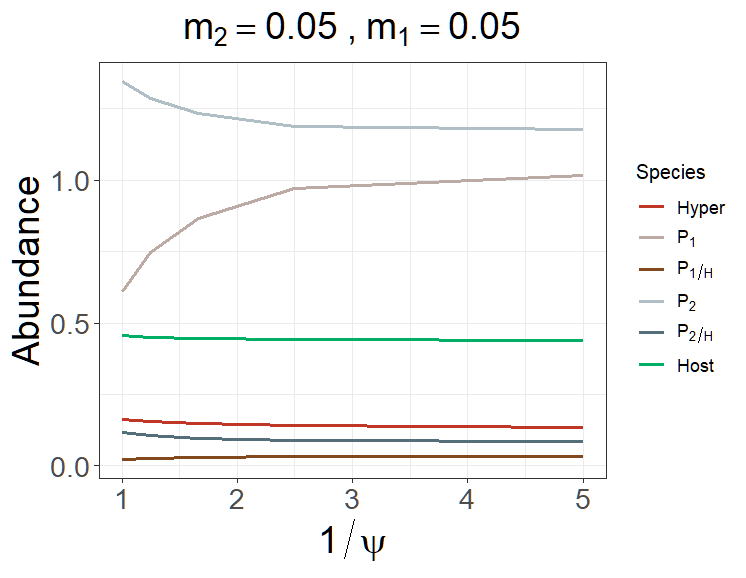 m₂ = 0.05 , m₁ = 0.05
Abundance
1.0
0.5
0.0
1 2 3 4 5
1/ψ
Species
Hyper
P₁
P₁/H
P₂
P₂/H
Host